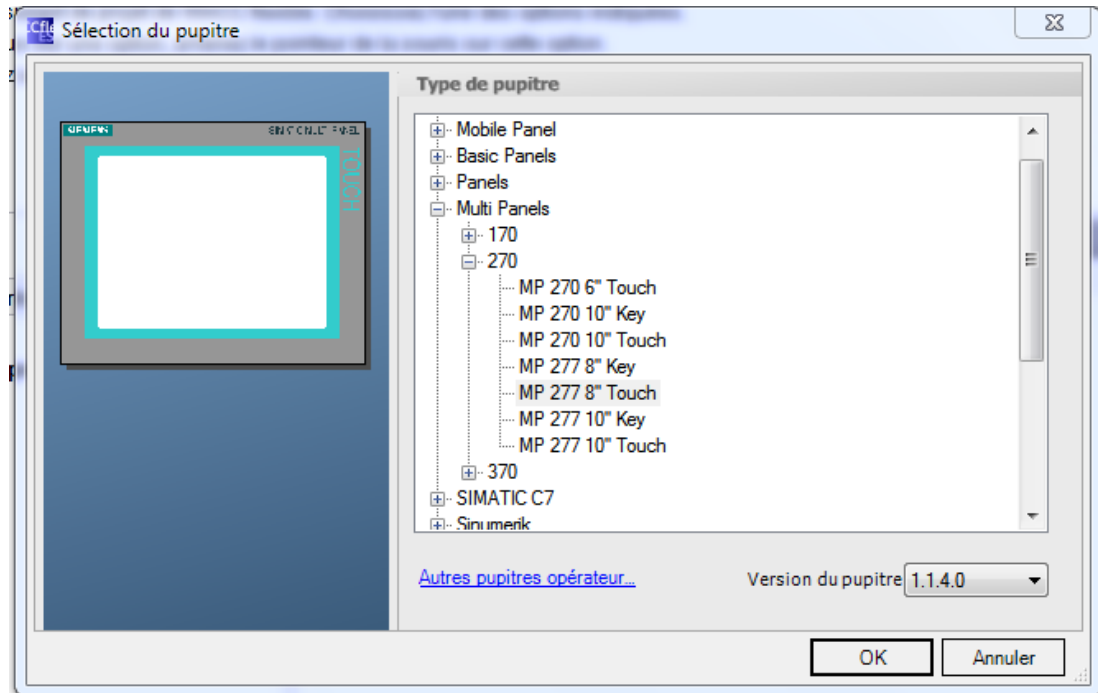 Sélection du pupitre
Type de pupitre
SIEMENS
TOUCH
Mobile Panel
Basic Panels
Panels
Multi Panels
170
270
MP 270 6" Touch
MP 270 10" Key
MP 270 10" Touch
MP 277 8" Key
MP 277 8" Touch
MP 277 10" Key
MP 277 10" Touch
370
SIMATIC C7
Sinumerik
Autres pupitres opérateur...
Version du pupitre 1.1.4.0
OK
Annuler